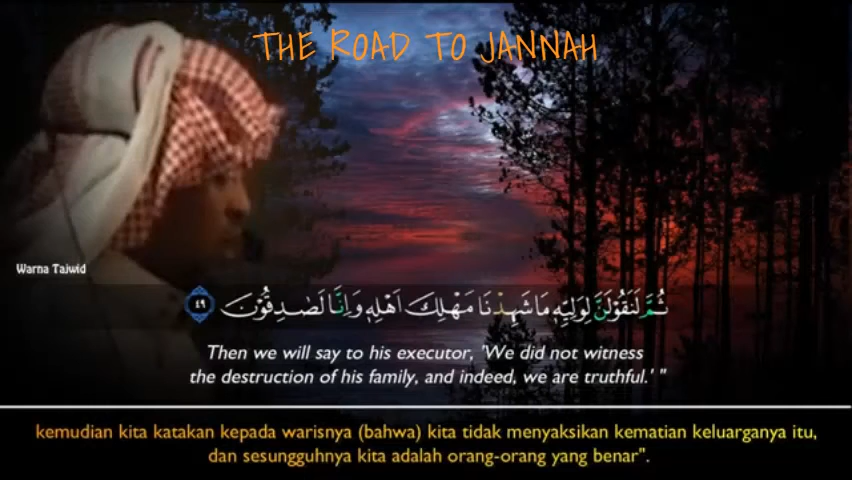 THE ROAD TO JANNAH
Warna Tajwid
ثُمَّ لَنَقُوْلَنَّ لِوَلِيِّهٖ مَا شَهِدْنَا مَهْلِكَ اَهْلِهٖ وَاِنَّا لَصٰدِقُوْنَ ٤٩
Then we will say to his executor, 'We did not witness
the destruction of his family, and indeed, we are truthful.' "
kemudian kita katakan kepada warisnya (bahwa) kita tidak menyaksikan kematian keluarganya itu,
dan sesungguhnya kita adalah orang-orang yang benar".